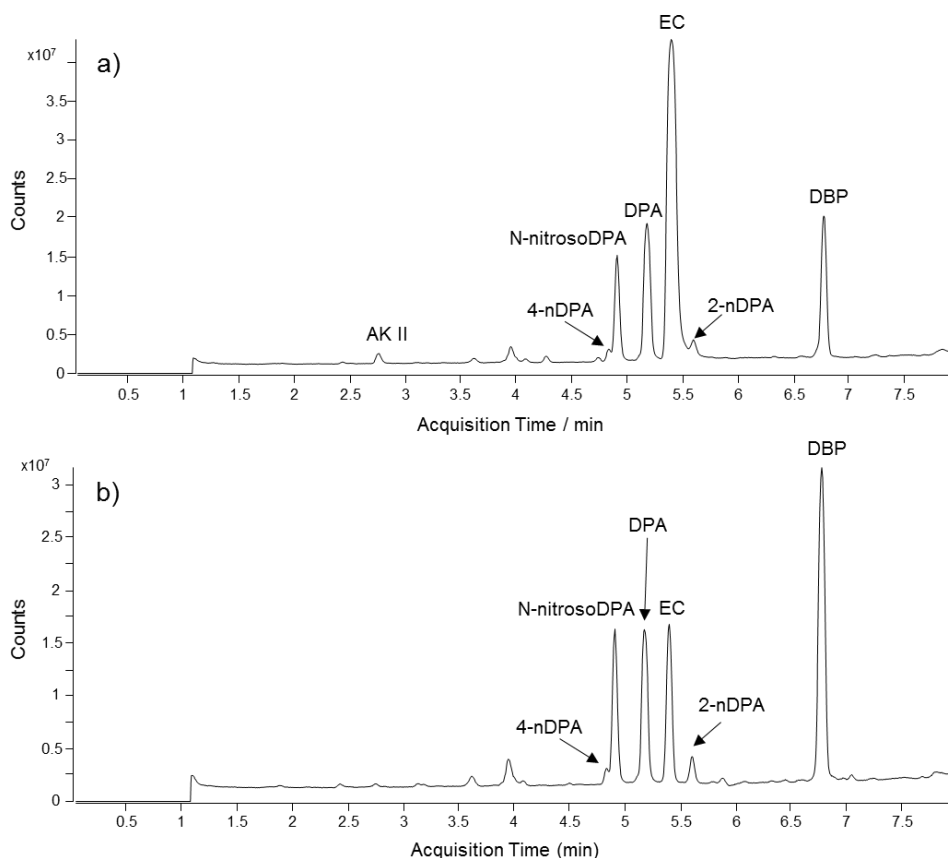 a)
x10⁷
3.5
3
2.5
2
1.5
1
0.5
0
Counts
AK II
4-nDPA
N-nitrosoDPA
DPA
EC
2-nDPA
DBP
0.5 1 1.5 2 2.5 3 3.5 4 4.5 5 5.5 6 6.5 7 7.5
Acquisition Time / min
b)
x10⁷
3
2.5
2
1.5
1
0.5
0
Counts
4-nDPA
N-nitrosoDPA
DPA
EC
2-nDPA
DBP
0.5 1 1.5 2 2.5 3 3.5 4 4.5 5 5.5 6 6.5 7 7.5
Acquisition Time (min)